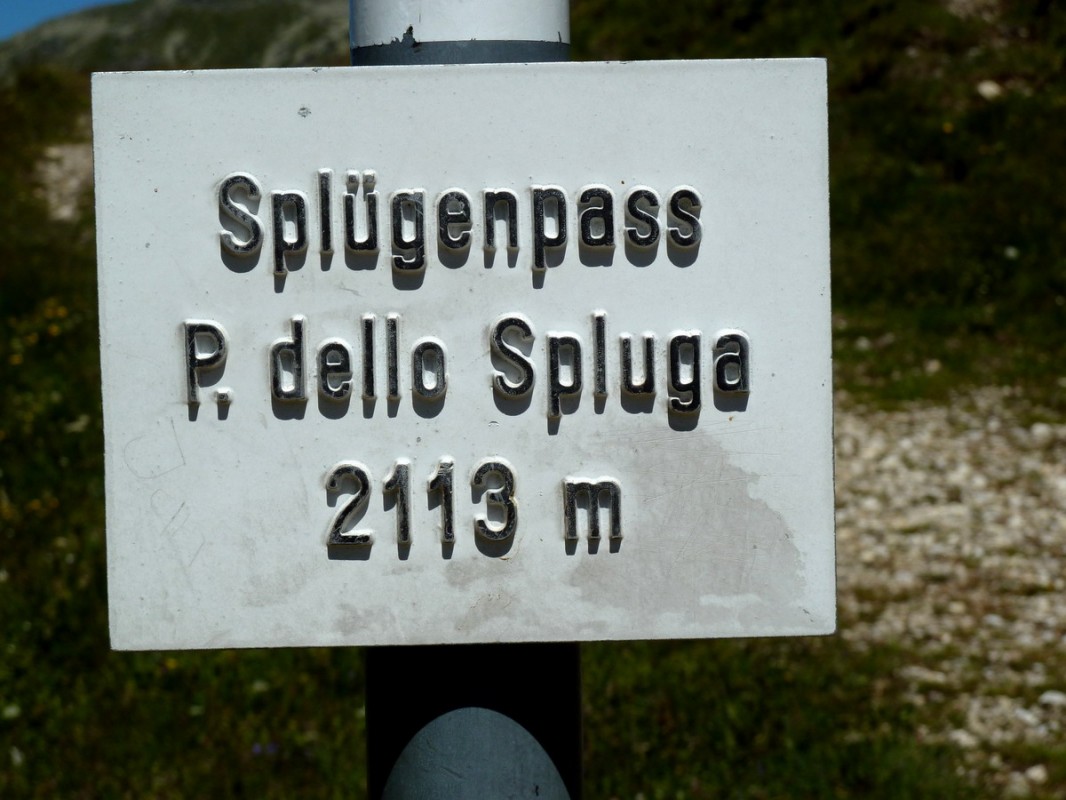 Splügenpass
P. dello Spluga
2113 m